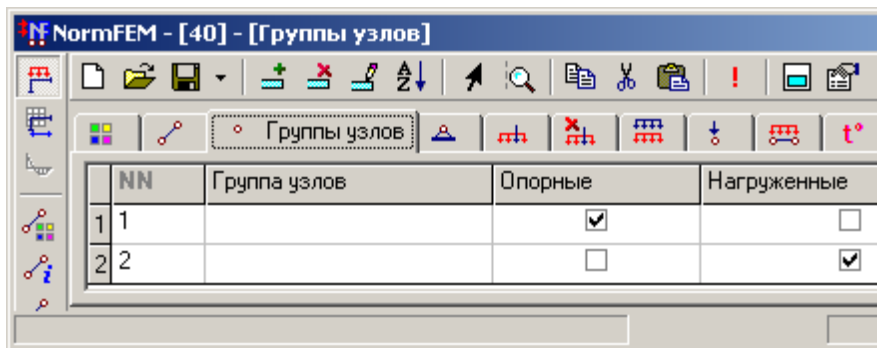 NormFEM - [40] - [Группы узлов]
Группы узлов
t°
NN Группа узлов Опорные Нагруженные
1 1
2 2